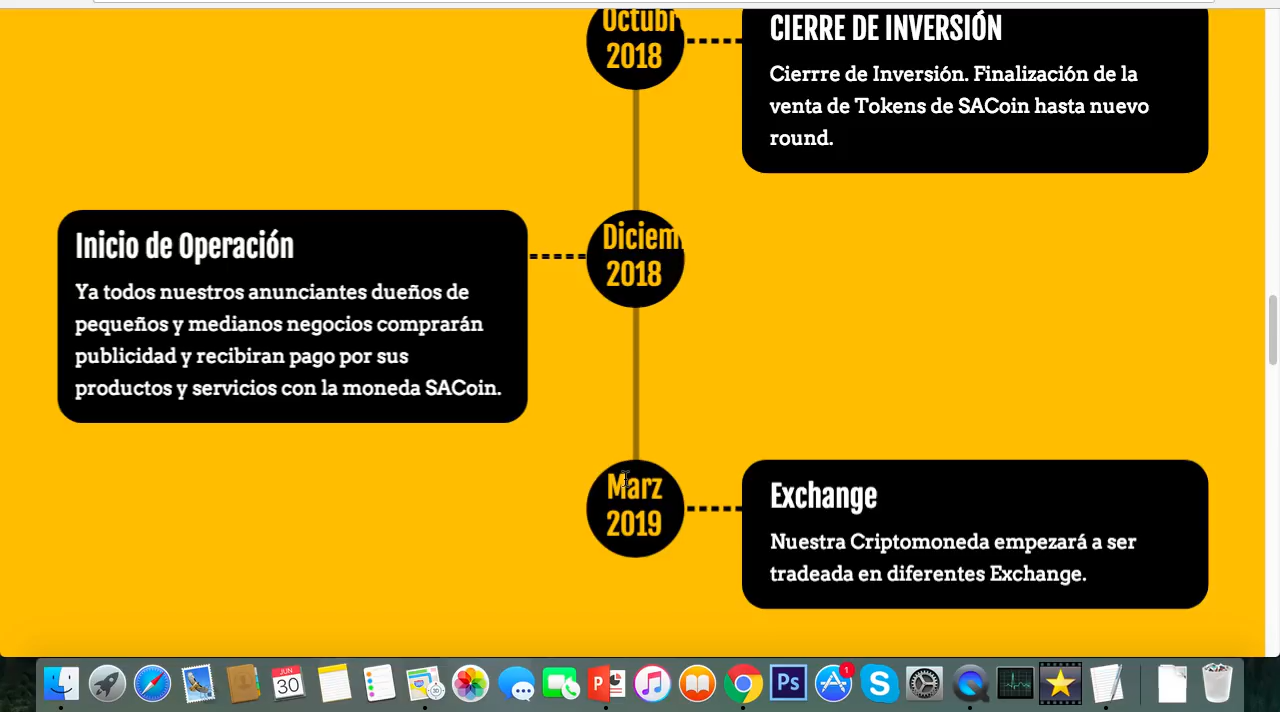 Octubr
2018
CIERRE DE INVERSIÓN
Cierrre de Inversión. Finalización de la
venta de Tokens de SACoin hasta nuevo
round.
Inicio de Operación
Ya todos nuestros anunciantes dueños de
pequeños y medianos negocios comprarán
publicidad y recibiran pago por sus
productos y servicios con la moneda SACoin.
Diciem
2018
Marz
2019
Exchange
Nuestra Criptomoneda empezará a ser
tradeada en diferentes Exchange.
JUN
30
Ps
1
S